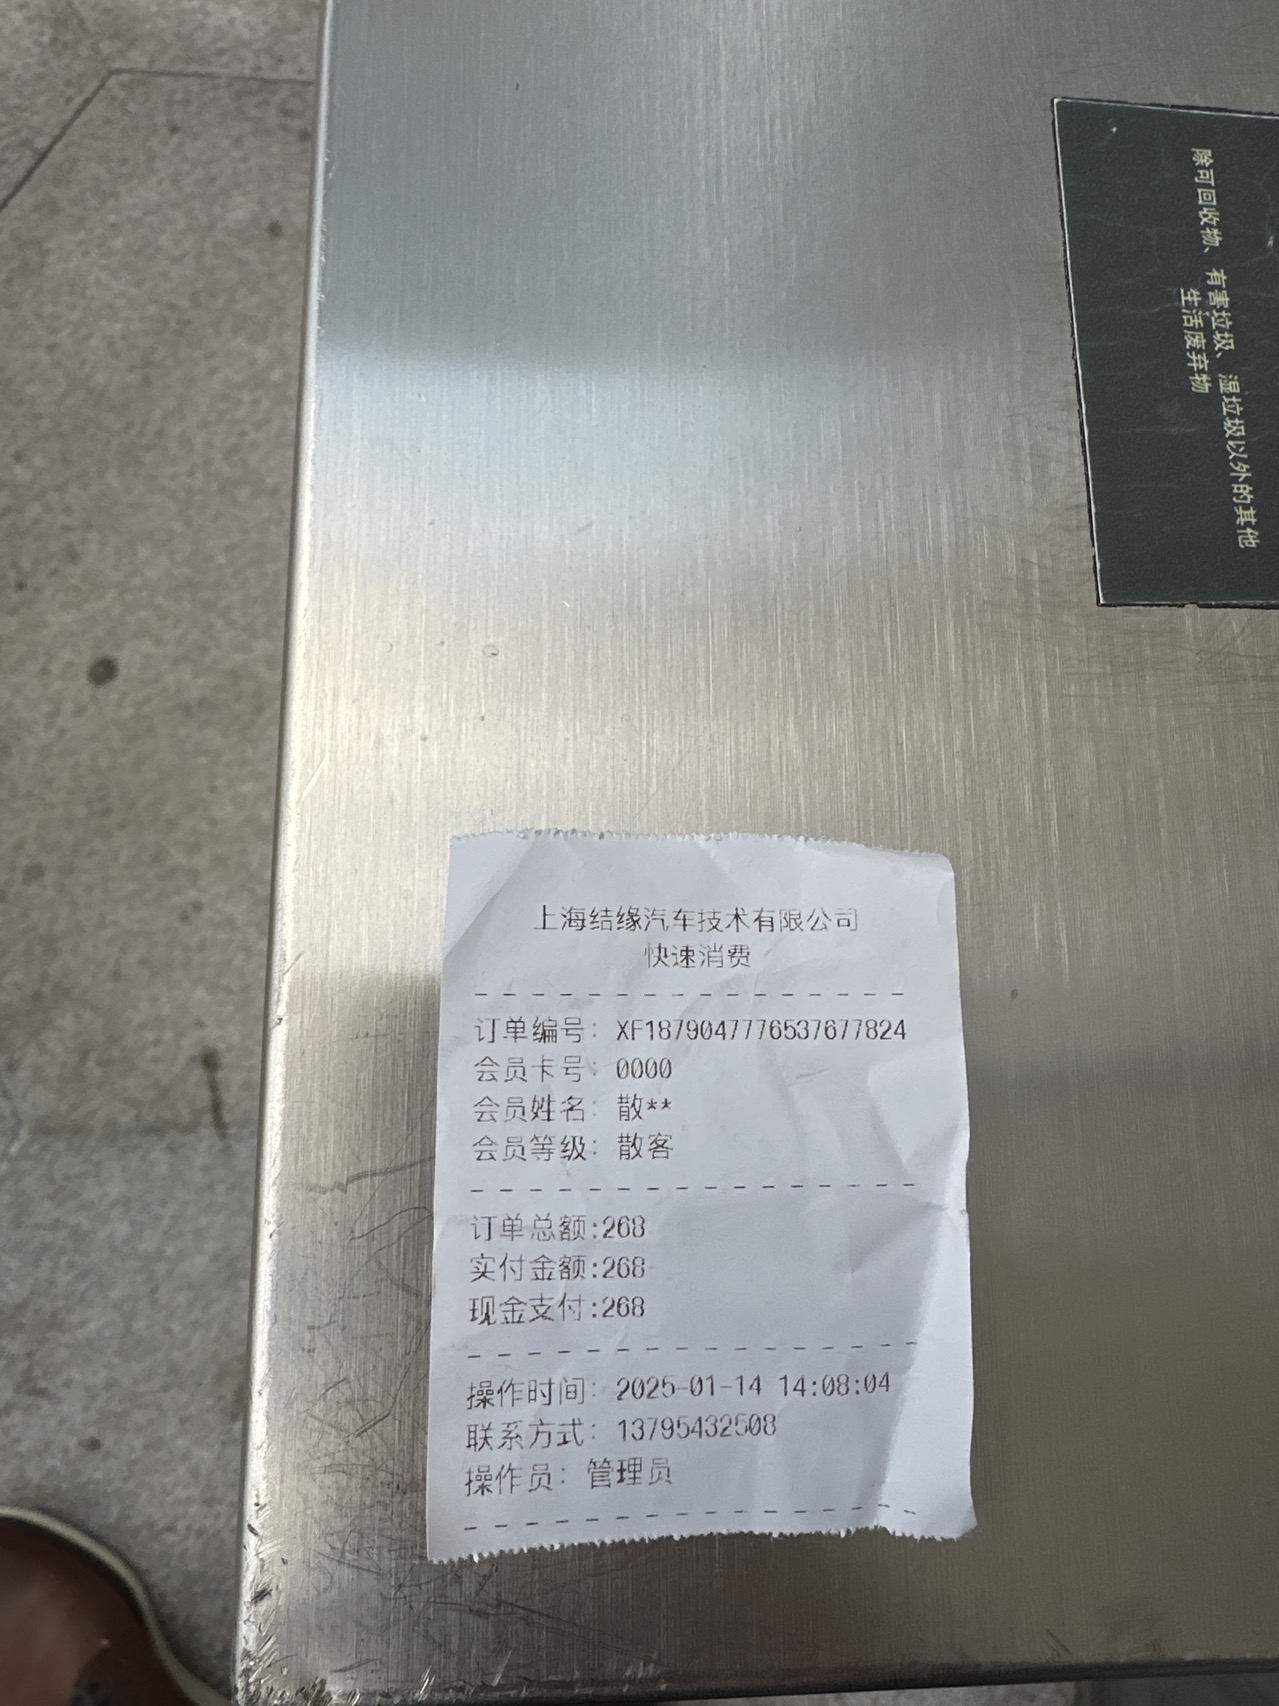 除可回收物、有害垃圾、湿垃圾以外的其他
生活废弃物
上海结缘汽车技术有限公司
快速消费
订单编号：XF1879047776537677824
会员卡号：0000
会员姓名：散**
会员等级：散客
订单总额:268
实付金额:268
现金支付:268
操作时间：2025-01-14 14:08:04
联系方式：13795432508
操作员：管理员